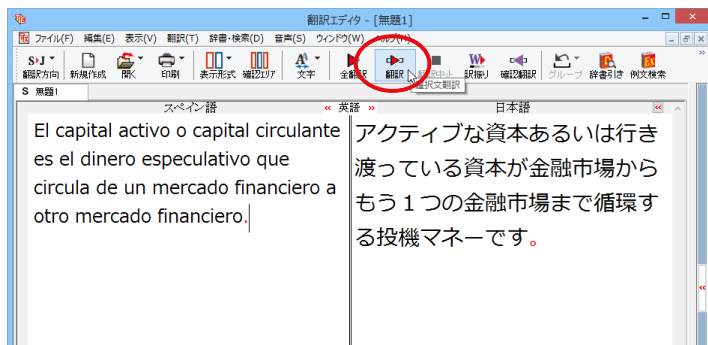 翻訳エディタ - [無題1]
ファイル(F) 編集(E) 表示(V) 翻訳(T) 辞書・検索(D) 音声(S) ウィンドウ(W) ヘルプ(H)
翻訳方向 新規作成 開く 印刷 表示形式 確認エリア 文字 全翻訳 翻訳 翻訳中止 訳振り 確認翻訳 グループ 辞書引き 例文検索
選択文翻訳
S 無題1
スペイン語 « 英語 » 日本語 «
El capital activo o capital circulante
es el dinero especulativo que
circula de un mercado financiero a
otro mercado financiero.
アクティブな資本あるいは行き
渡っている資本が金融市場から
もう１つの金融市場まで循環す
る投機マネーです。